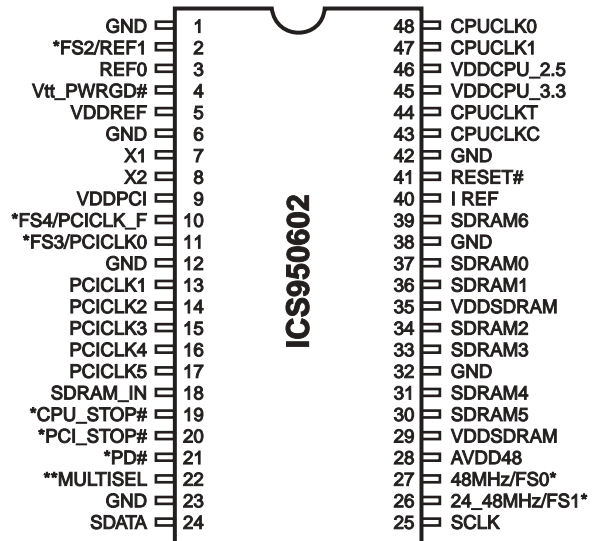 GND 1 48 CPUCLK0
*FS2/REF1 2 47 CPUCLK1
REF0 3 46 VDDCPU_2.5
Vtt_PWRGD# 4 45 VDDCPU_3.3
VDDREF 5 44 CPUCLKT
GND 6 43 CPUCLKC
X1 7 42 GND
X2 8 41 RESET#
VDDPCI 9 40 I REF
*FS4/PCICLK_F 10 39 SDRAM6
*FS3/PCICLK0 11 38 GND
GND 12 37 SDRAM0
PCICLK1 13 36 SDRAM1
PCICLK2 14 35 VDDSDRAM
PCICLK3 15 34 SDRAM2
PCICLK4 16 33 SDRAM3
PCICLK5 17 32 GND
SDRAM_IN 18 31 SDRAM4
*CPU_STOP# 19 30 SDRAM5
*PCI_STOP# 20 29 VDDSDRAM
*PD# 21 28 AVDD48
**MULTISEL 22 27 48MHz/FS0*
GND 23 26 24_48MHz/FS1*
SDATA 24 25 SCLK
ICS950602